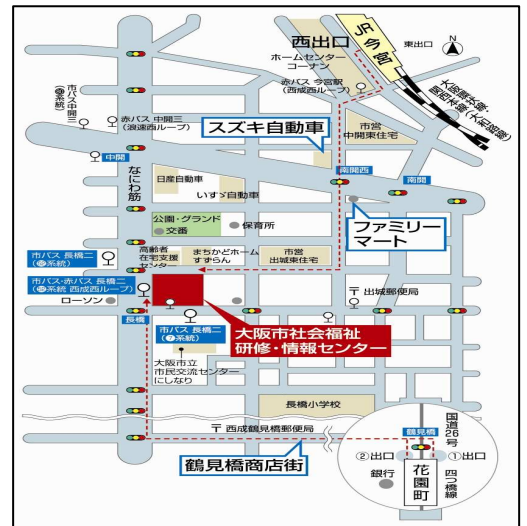 西出口
JR今宮
東出口
N
ホームセンター
コーナン
赤バス 今宮駅
(西成西ループ)
大阪環状線・
関西本線(大和路線)
市バス中開三
赤バス 中開三
(浪速西ループ)
スズキ自動車
市営
中開東住宅
中開
なにわ筋
日産自動車
いすゞ自動車
南開西
南開
公園・グランド
交番
保育所
ファミリー
マート
高齢者
在宅支援
センター
まちかどホーム
すずらん
市営
出城東住宅
市バス 長橋二
市バス・赤バス 長橋二
ローソン
長橋
〒出城郵便局
市バス 長橋二
(⑦系統)
大阪市社会福祉
研修・情報センター
大阪市立
市民交流センター
にしなり
長橋小学校
〒西成鶴見橋郵便局
鶴見橋商店街
国道26号
鶴見橋
②出口
①出口
銀行
花園町
四つ橋線